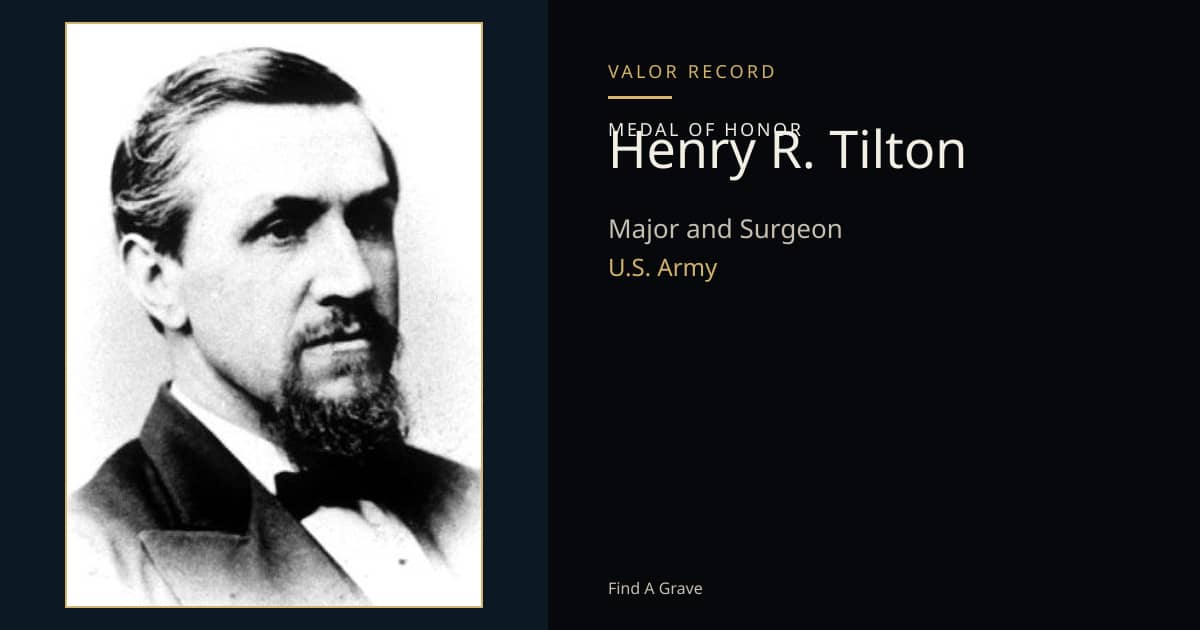 VALOR RECORD
MEDAL OF HONOR
Henry R. Tilton
Major and Surgeon
U.S. Army
Find A Grave